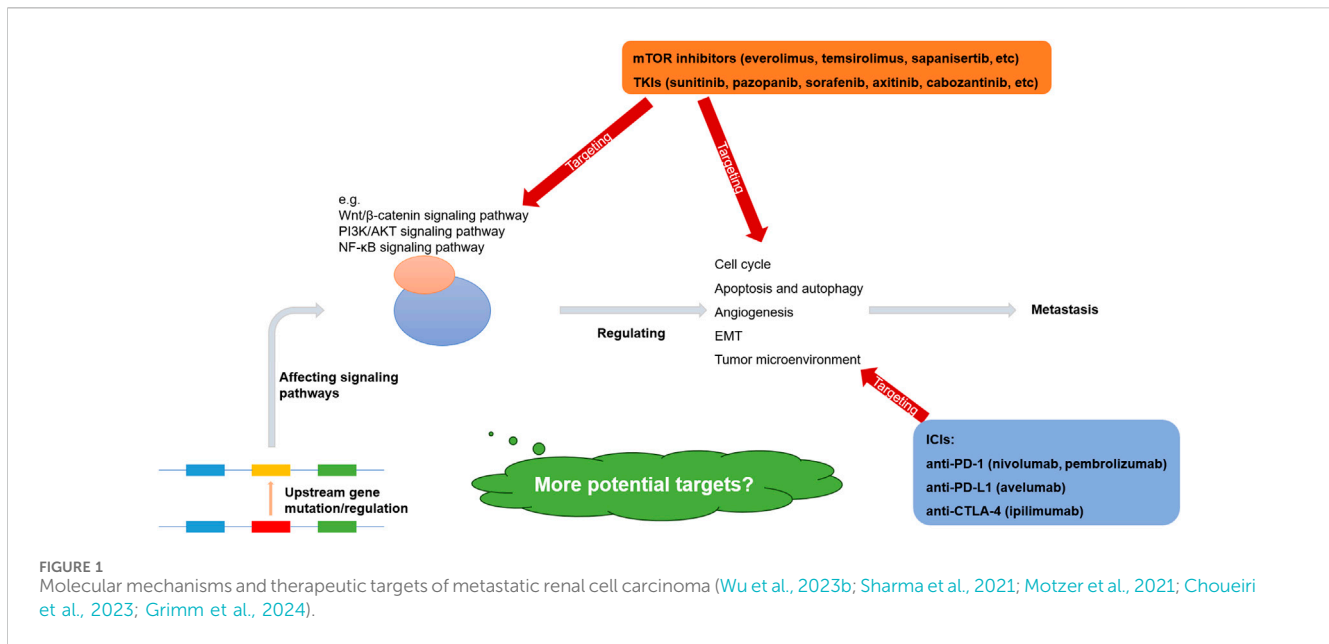 mTOR inhibitors (everolimus, temsirolimus, sapanisertib, etc)
TKIs (sunitinib, pazopanib, sorafenib, axitinib, cabozantinib, etc)
Targeting
Targeting
e.g.
Wnt/β-catenin signaling pathway
PI3K/AKT signaling pathway
NF-κB signaling pathway
Cell cycle
Apoptosis and autophagy
Angiogenesis
EMT
Tumor microenvironment
Regulating
Metastasis
Affecting signaling
pathways
Targeting
ICIs:
anti-PD-1 (nivolumab, pembrolizumab)
anti-PD-L1 (avelumab)
anti-CTLA-4 (ipilimumab)
More potential targets?
Upstream gene
mutation/regulation
FIGURE 1
Molecular mechanisms and therapeutic targets of metastatic renal cell carcinoma (Wu et al., 2023b; Sharma et al., 2021; Motzer et al., 2021; Choueiri
et al., 2023; Grimm et al., 2024).